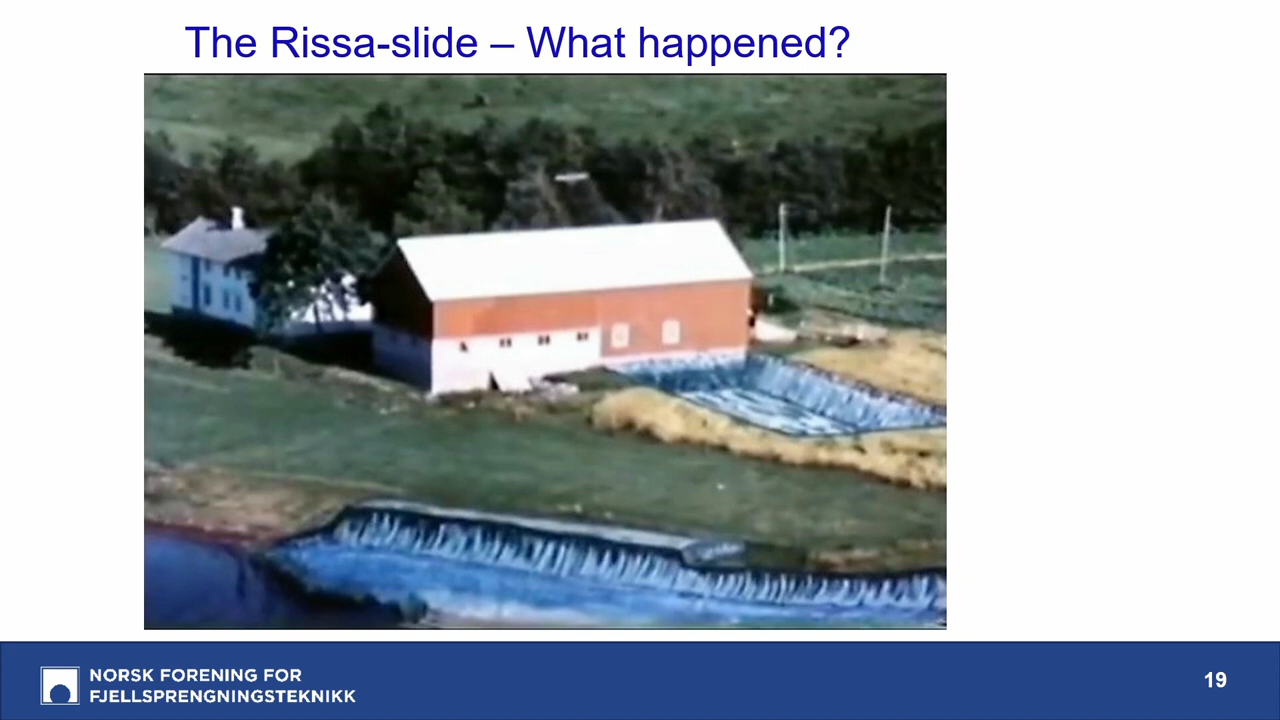 The Rissa-slide – What happened?
NORSK FORENING FOR
FJELLSPRENGNINGSTEKNIKK
19